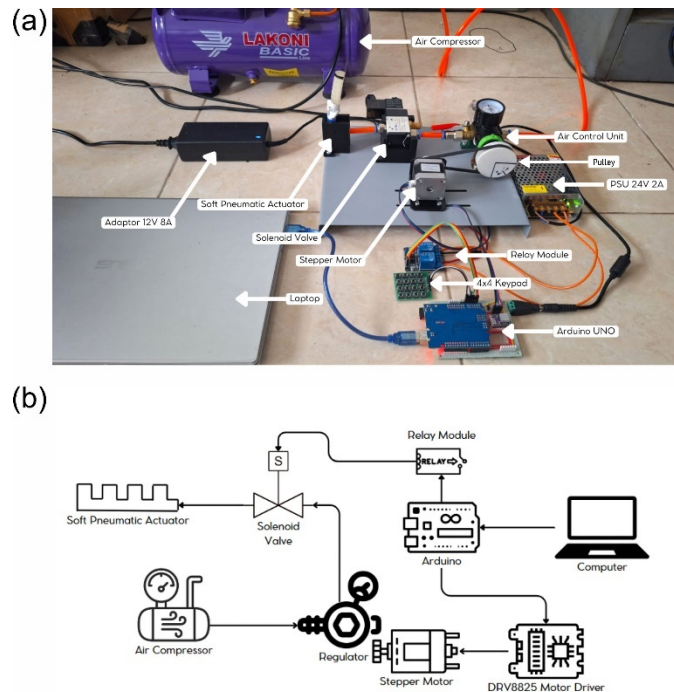 (a)
LAKONI
BASIC
Air Compressor
Air Control Unit
Pulley
PSU 24V 2A
Adaptor 12V 8A
Soft Pneumatic Actuator
Solenoid Valve
Stepper Motor
Relay Module
4x4 Keypad
Laptop
Arduino UNO
(b)
Relay Module
S
RELAY
Soft Pneumatic Actuator
Solenoid
Valve
Arduino
Computer
Air Compressor
Regulator
Stepper Motor
DRV8825 Motor Driver